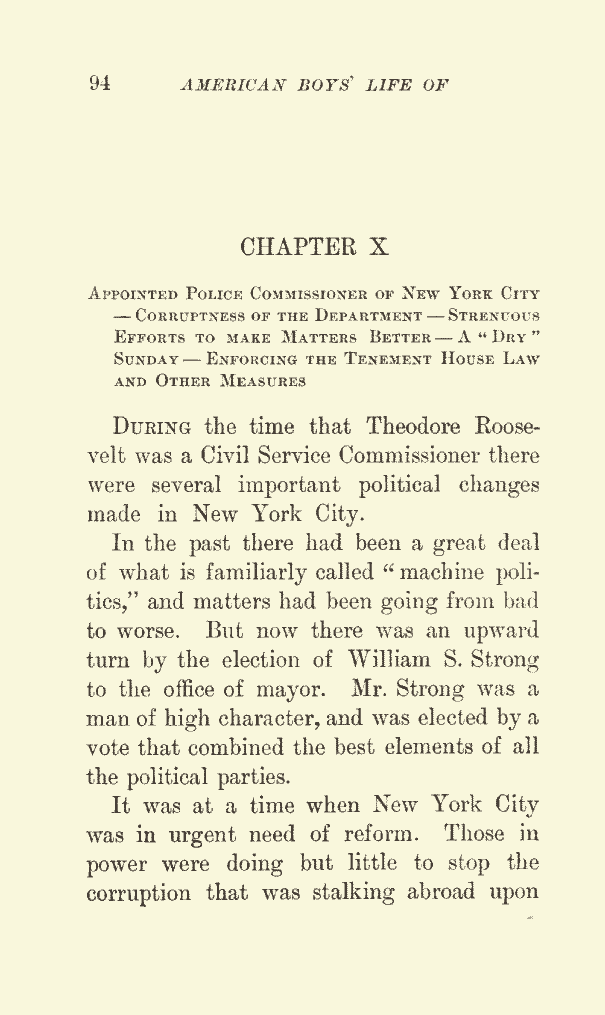 94 AMERICAN BOYS' LIFE OF
CHAPTER X
APPOINTED POLICE COMMISSIONER OF NEW YORK CITY
— CORRUPTNESS OF THE DEPARTMENT — STRENUOUS
EFFORTS TO MAKE MATTERS BETTER — A “ DRY ”
SUNDAY — ENFORCING THE TENEMENT HOUSE LAW
AND OTHER MEASURES
DURING the time that Theodore Roose-
velt was a Civil Service Commissioner there
were several important political changes
made in New York City.
In the past there had been a great deal
of what is familiarly called “ machine poli-
tics,” and matters had been going from bad
to worse. But now there was an upward
turn by the election of William S. Strong
to the office of mayor. Mr. Strong was a
man of high character, and was elected by a
vote that combined the best elements of all
the political parties.
It was at a time when New York City
was in urgent need of reform. Those in
power were doing but little to stop the
corruption that was stalking abroad upon